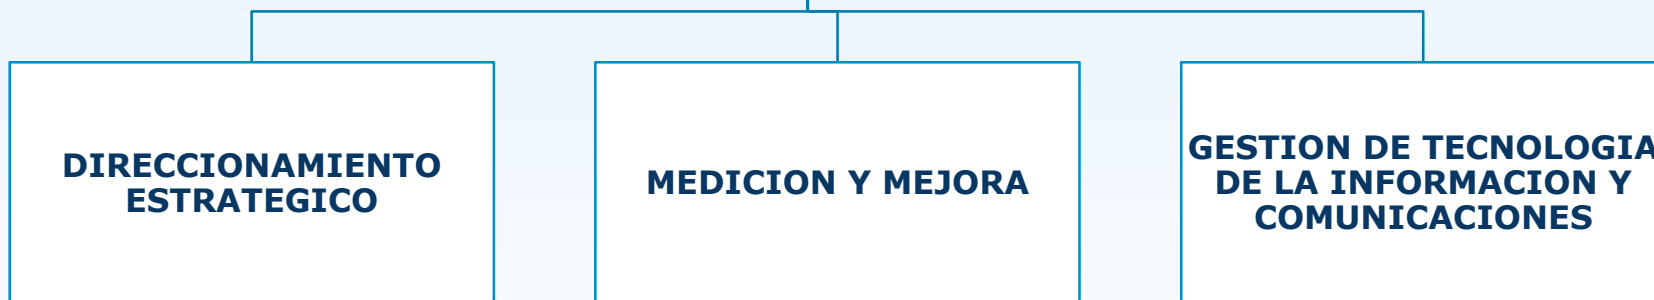 DIRECCIONAMIENTO
ESTRATEGICO
MEDICION Y MEJORA
GESTION DE TECNOLOGIA
DE LA INFORMACION Y
COMUNICACIONES